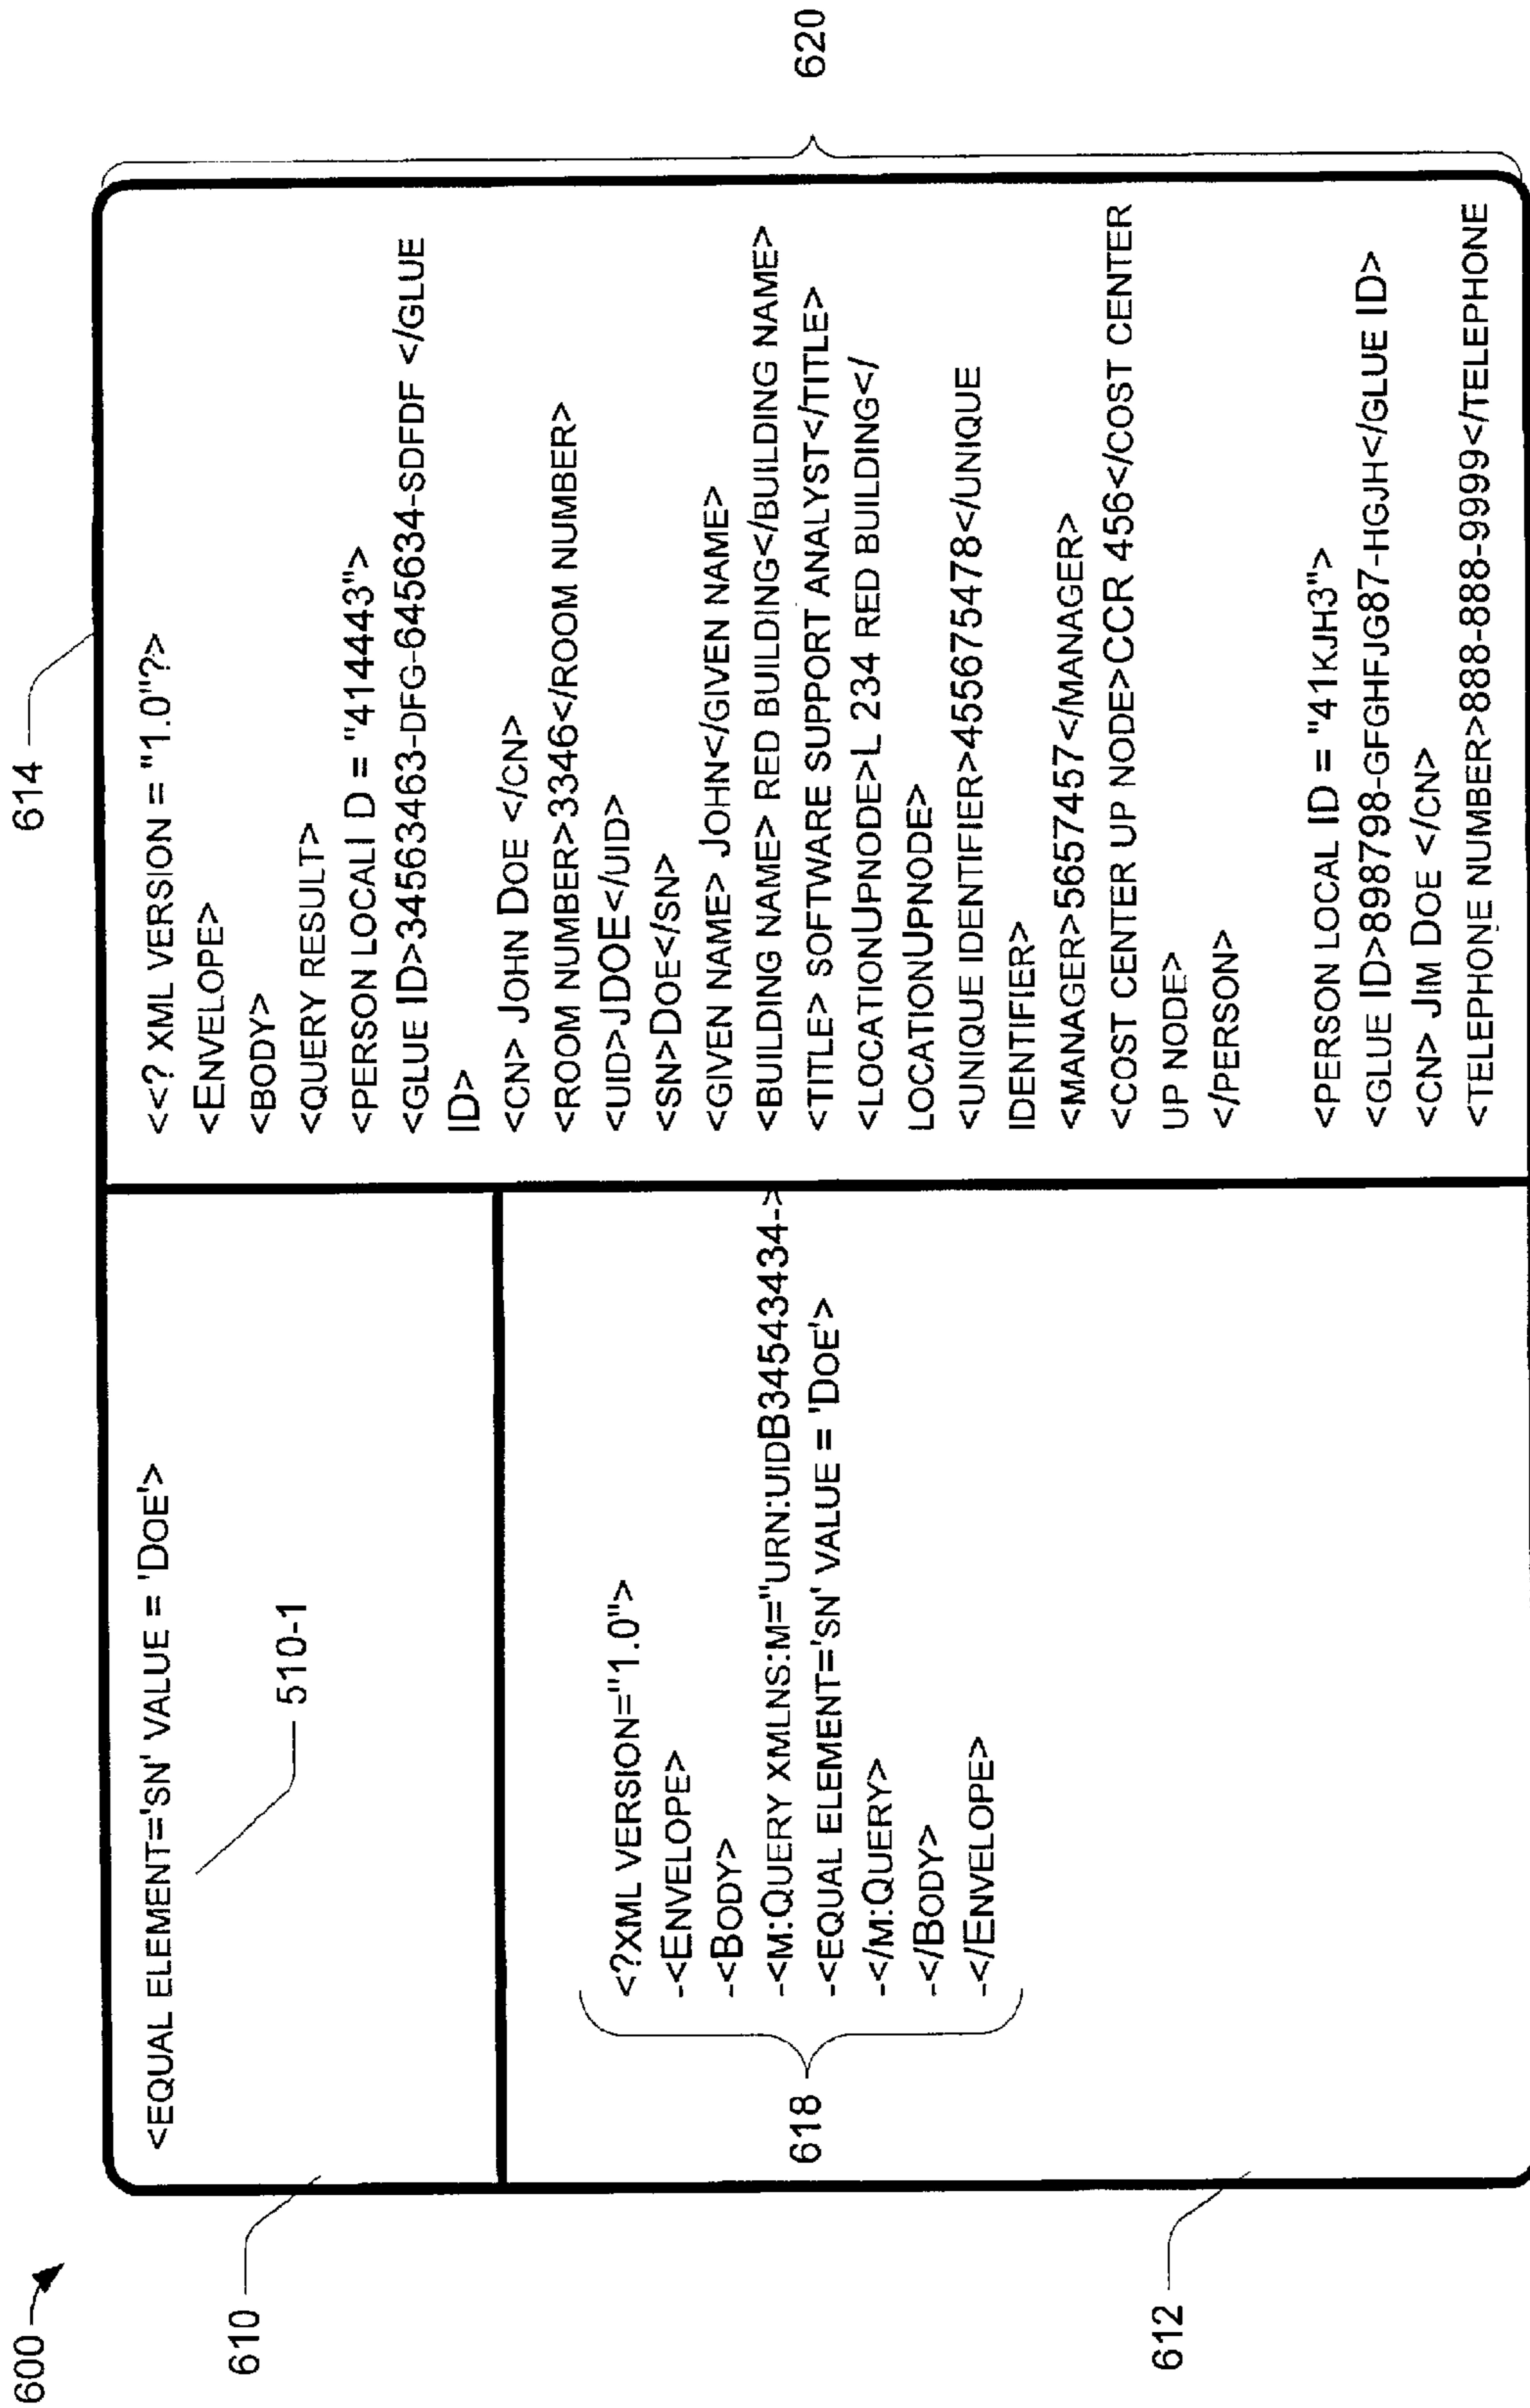 600
614
610
<EQUAL ELEMENT='SN' VALUE = 'DOE'>
510-1
612
618
<?XML VERSION="1.0">
-<ENVELOPE>
-<BODY>
-<M:QUERY XMLNS:M="URN:UIDB34543434->
-<EQUAL ELEMENT='SN' VALUE = 'DOE'>
-</M:QUERY>
-</BODY>
-</ENVELOPE>
<<? XML VERSION = "1.0"?>
<ENVELOPE>
<BODY>
<QUERY RESULT>
<PERSON LOCALI D = "414443">
<GLUE ID>34563463-DFG-645634-SDFDF </GLUE
ID>
<CN> JOHN DOE </CN>
<ROOM NUMBER>3346</ROOM NUMBER>
<UID>JDOE</UID>
<SN>DOE</SN>
<GIVEN NAME> JOHN</GIVEN NAME>
<BUILDING NAME> RED BUILDING</BUILDING NAME>
<TITLE> SOFTWARE SUPPORT ANALYST</TITLE>
<LOCATIONUPNODE>L 234 RED BUILDING</
LOCATIONUPNODE>
<UNIQUE IDENTIFIER>455675478</UNIQUE
IDENTIFIER>
<MANAGER>5657457</MANAGER>
<COST CENTER UP NODE>CCR 456</COST CENTER
UP NODE>
</PERSON>
<PERSON LOCAL ID = "41KJH3">
<GLUE ID>898798-GFGHFJG87-HGJH</GLUE ID>
<CN> JIM DOE </CN>
<TELEPHONE NUMBER>888-888-9999</TELEPHONE
620